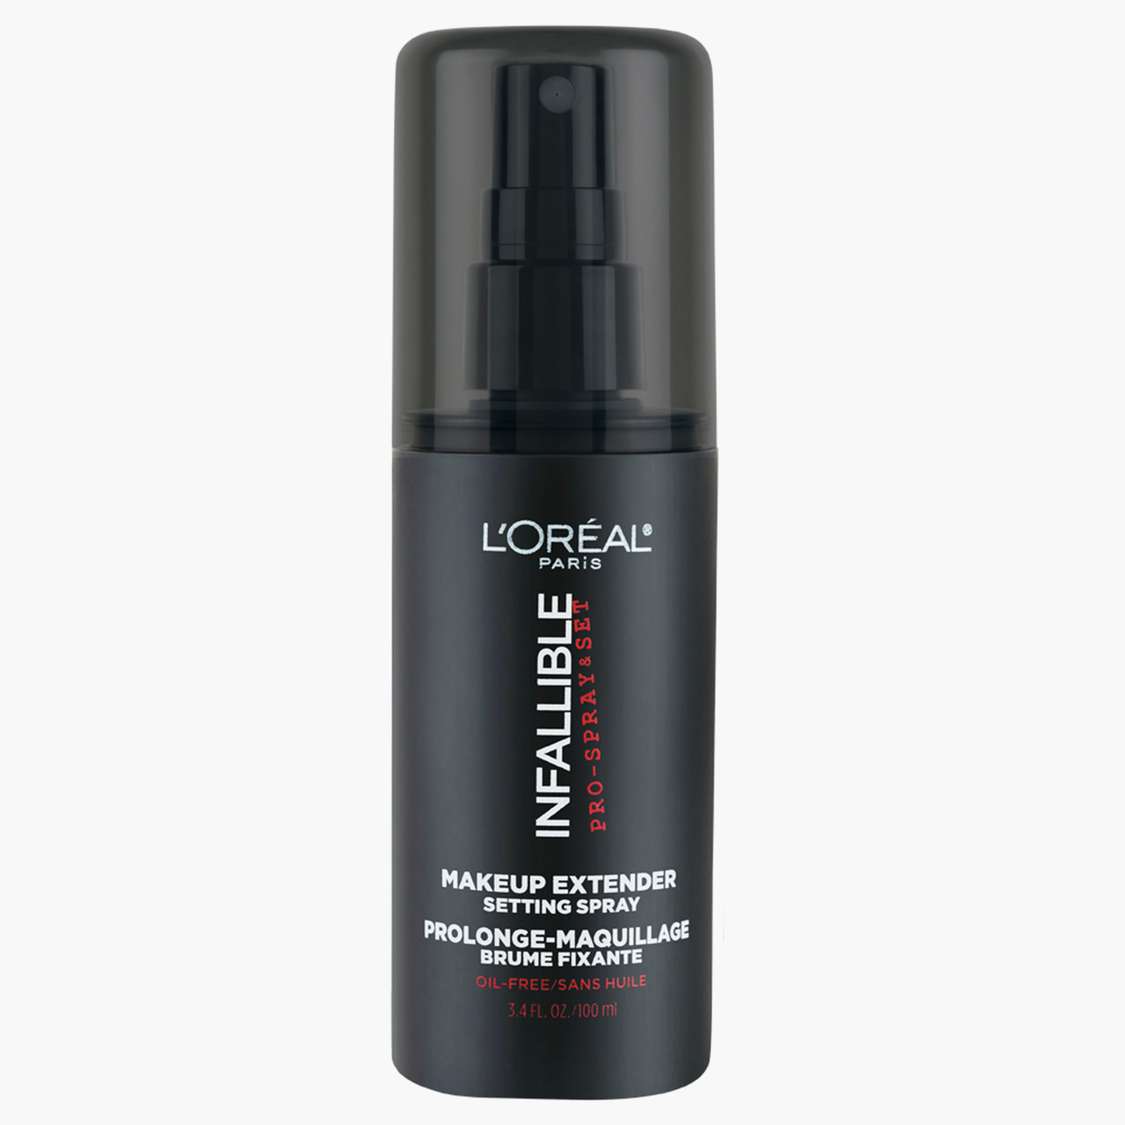 L'ORÉAL®
PARiS
INFALLIBLE
PRO-SPRAY&SET
MAKEUP EXTENDER
SETTING SPRAY
PROLONGE-MAQUILLAGE
BRUME FIXANTE
OIL-FREE/SANS HUILE
3.4 FL. OZ./100 ml